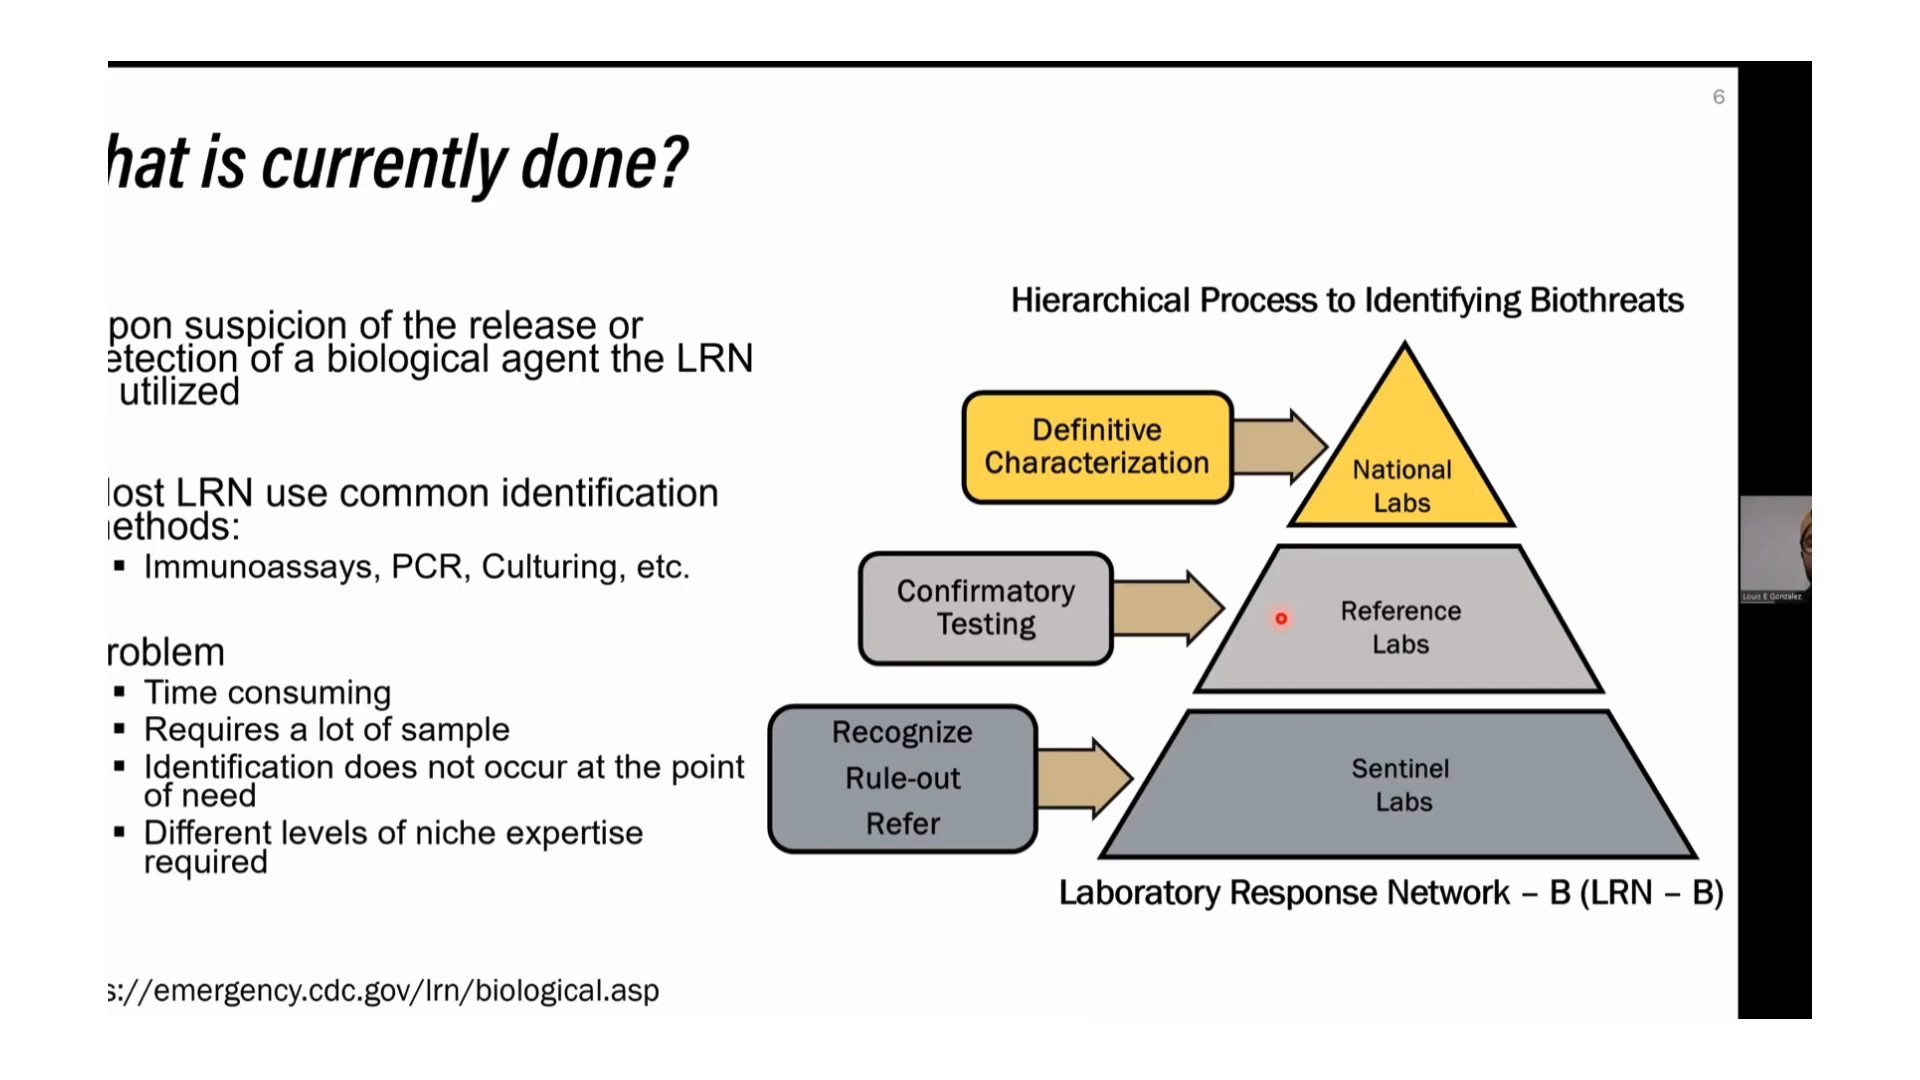 6
hat is currently done?
pon suspicion of the release or
etection of a biological agent the LRN
utilized
ost LRN use common identification
ethods:
▪ Immunoassays, PCR, Culturing, etc.
roblem
▪ Time consuming
▪ Requires a lot of sample
▪ Identification does not occur at the point
of need
▪ Different levels of niche expertise
required
s://emergency.cdc.gov/lrn/biological.asp
Hierarchical Process to Identifying Biothreats
Definitive
Characterization
National
Labs
Confirmatory
Testing
Reference
Labs
Recognize
Rule-out
Refer
Sentinel
Labs
Laboratory Response Network – B (LRN – B)
Louis E Gonzalez